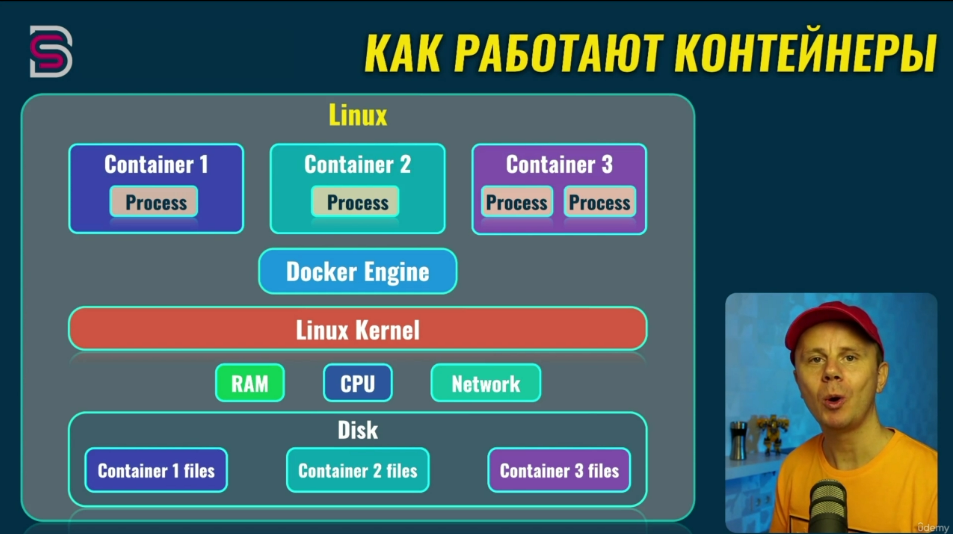 КАК РАБОТАЮТ КОНТЕЙНЕРЫ
Linux
Container 1
Process
Container 2
Process
Container 3
Process Process
Docker Engine
Linux Kernel
RAM
CPU
Network
Disk
Container 1 files
Container 2 files
Container 3 files
ûdemy